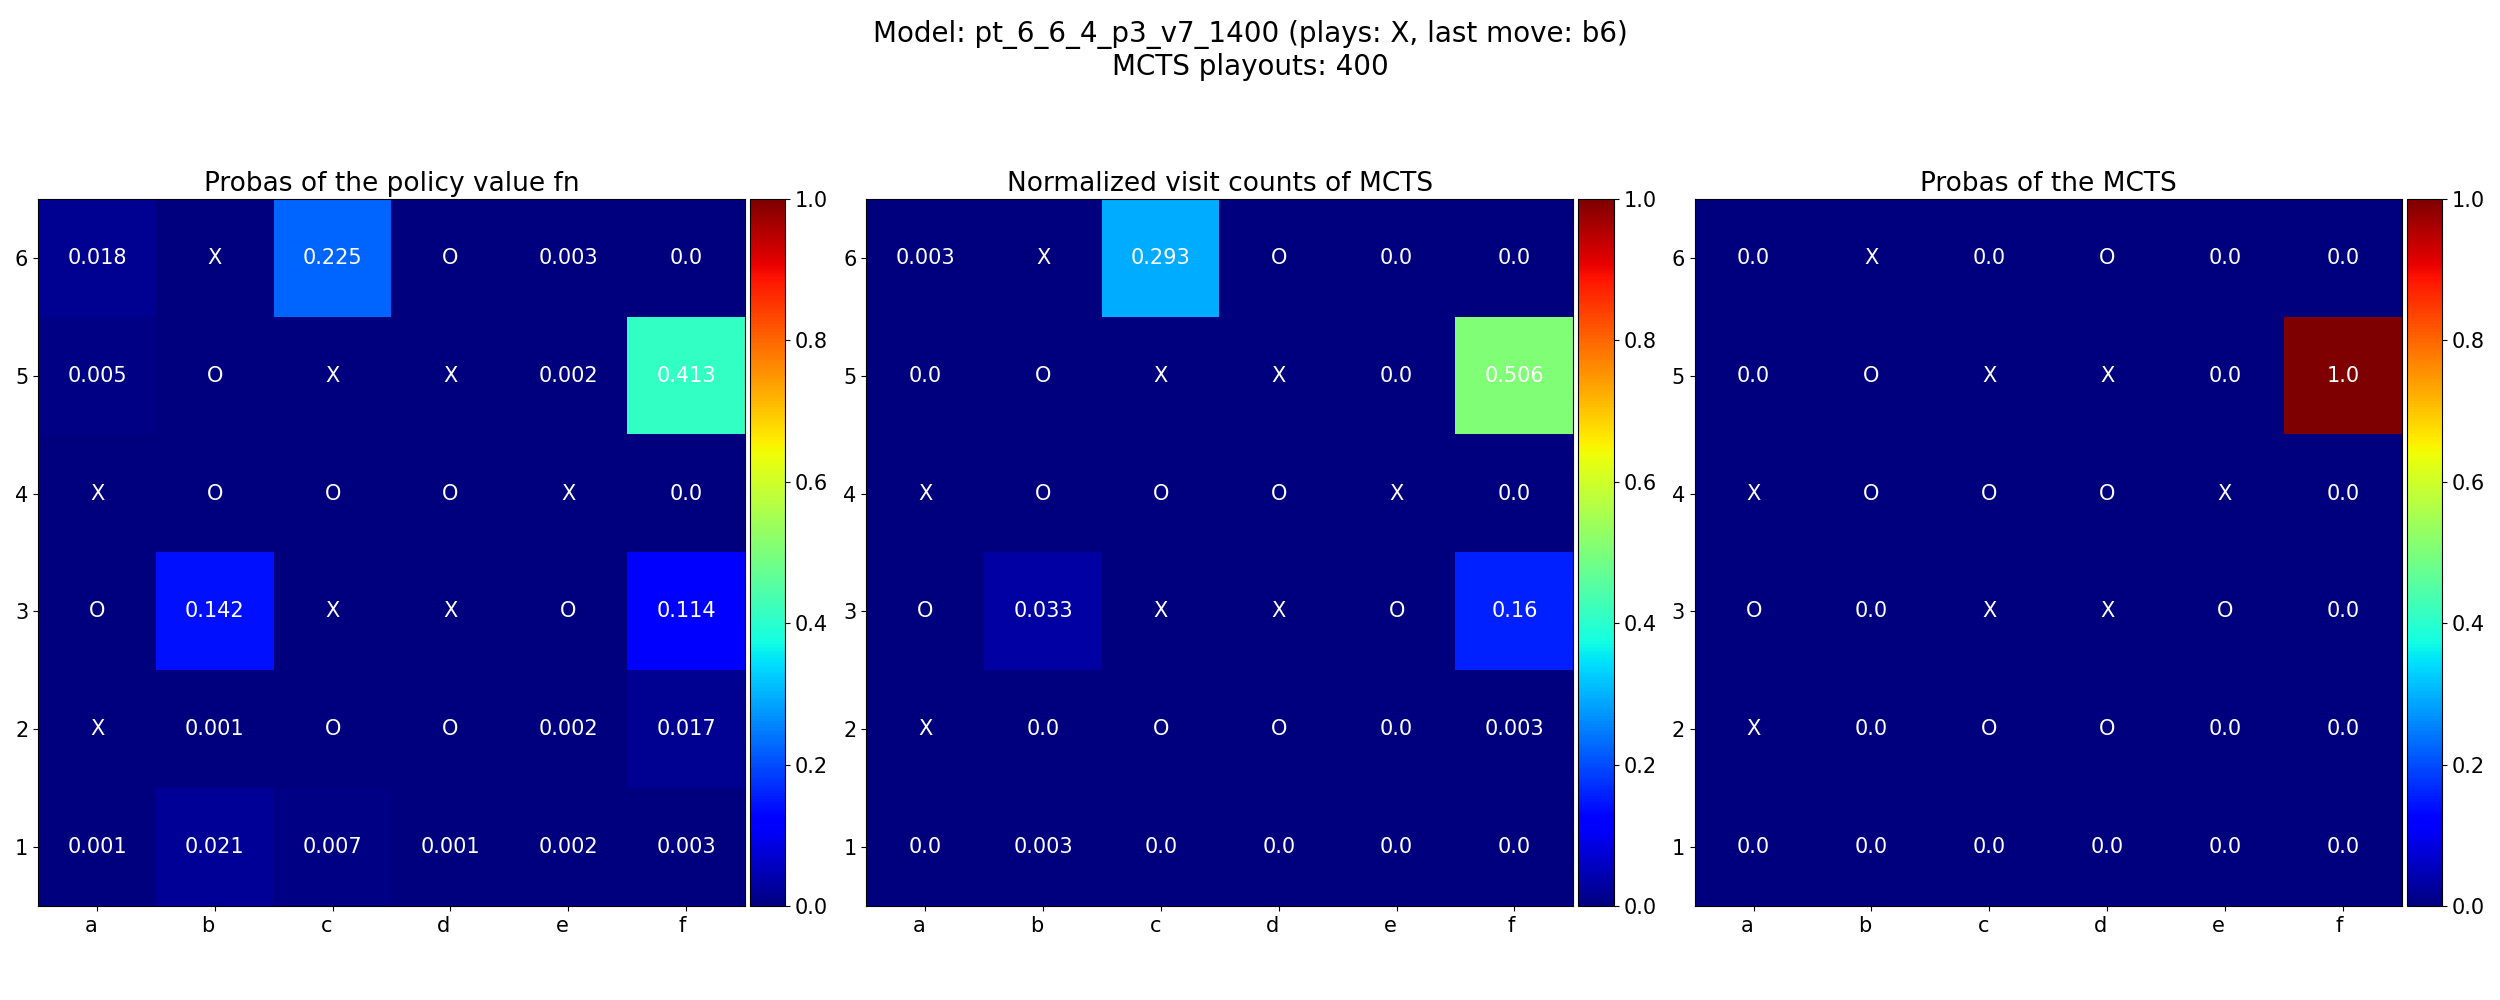 Model: pt_6_6_4_p3_v7_1400 (plays: X, last move: b6)
MCTS playouts: 400
Probas of the policy value fn
6 0.018 X 0.225 O 0.003 0.0
5 0.005 O X X 0.002 0.413
4 X O O O X 0.0
3 O 0.142 X X O 0.114
2 X 0.001 O O 0.002 0.017
1 0.001 0.021 0.007 0.001 0.002 0.003
a b c d e f
1.0
0.8
0.6
0.4
0.2
0.0
Normalized visit counts of MCTS
6 0.003 X 0.293 O 0.0 0.0
5 0.0 O X X 0.0 0.506
4 X O O O X 0.0
3 O 0.033 X X O 0.16
2 X 0.0 O O 0.0 0.003
1 0.0 0.003 0.0 0.0 0.0 0.0
a b c d e f
1.0
0.8
0.6
0.4
0.2
0.0
Probas of the MCTS
6 0.0 X 0.0 O 0.0 0.0
5 0.0 O X X 0.0 1.0
4 X O O O X 0.0
3 O 0.0 X X O 0.0
2 X 0.0 O O 0.0 0.0
1 0.0 0.0 0.0 0.0 0.0 0.0
a b c d e f
1.0
0.8
0.6
0.4
0.2
0.0